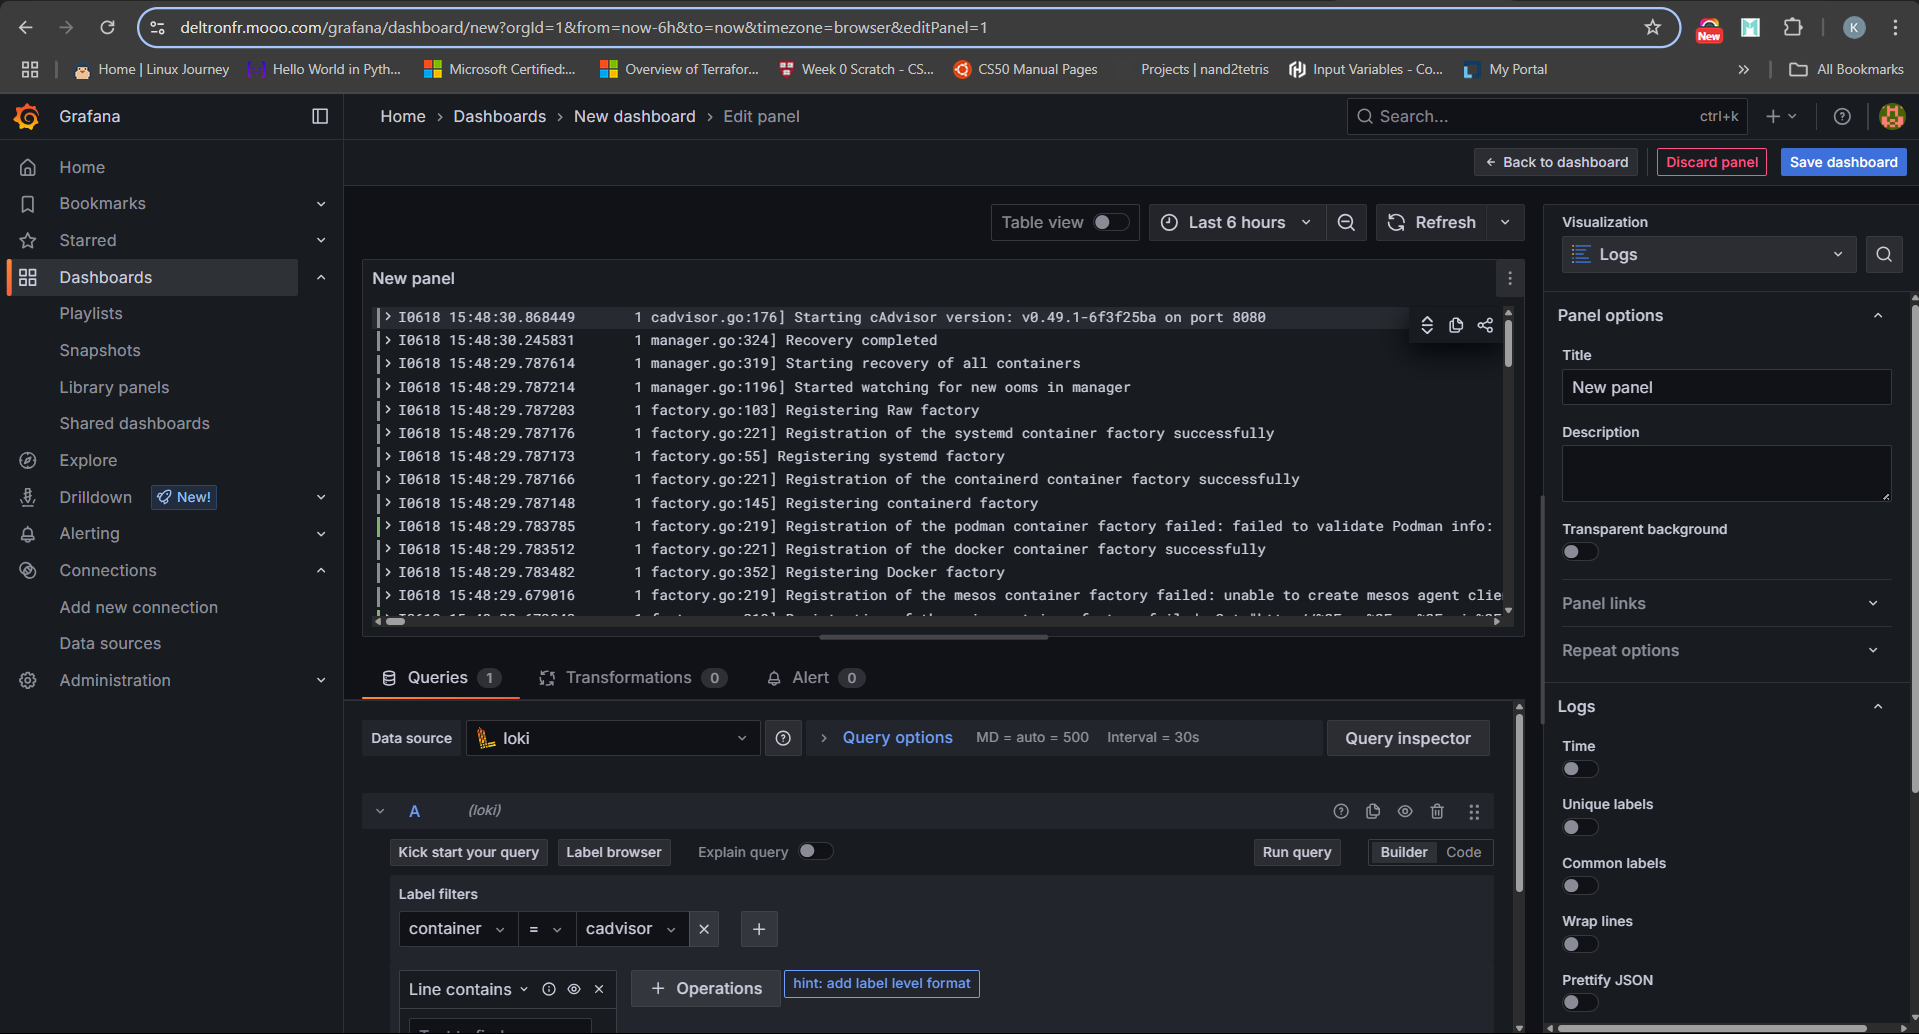 deltronfr.mooo.com/grafana/dashboard/new?orgId=1&from=now-6h&to=now&timezone=browser&editPanel=1
New
K
Home | Linux Journey
Hello World in Pyth...
Microsoft Certified:...
Overview of Terrafor...
Week 0 Scratch - CS...
CS50 Manual Pages
Projects | nand2tetris
Input Variables - Co...
My Portal
All Bookmarks
Grafana
Home › Dashboards › New dashboard › Edit panel
Search...
ctrl+k
Back to dashboard
Discard panel
Save dashboard
Home
Bookmarks
Starred
Dashboards
Playlists
Snapshots
Library panels
Shared dashboards
Explore
Drilldown New!
Alerting
Connections
Add new connection
Data sources
Administration
Table view
Last 6 hours
Refresh
New panel
I0618 15:48:30.868449 1 cadvisor.go:176] Starting cAdvisor version: v0.49.1-6f3f25ba on port 8080
I0618 15:48:30.245831 1 manager.go:324] Recovery completed
I0618 15:48:29.787614 1 manager.go:319] Starting recovery of all containers
I0618 15:48:29.787214 1 manager.go:1196] Started watching for new ooms in manager
I0618 15:48:29.787203 1 factory.go:103] Registering Raw factory
I0618 15:48:29.787176 1 factory.go:221] Registration of the systemd container factory successfully
I0618 15:48:29.787173 1 factory.go:55] Registering systemd factory
I0618 15:48:29.787166 1 factory.go:221] Registration of the containerd container factory successfully
I0618 15:48:29.787148 1 factory.go:145] Registering containerd factory
I0618 15:48:29.783785 1 factory.go:219] Registration of the podman container factory failed: failed to validate Podman info:
I0618 15:48:29.783512 1 factory.go:221] Registration of the docker container factory successfully
I0618 15:48:29.783482 1 factory.go:352] Registering Docker factory
I0618 15:48:29.679016 1 factory.go:219] Registration of the mesos container factory failed: unable to create mesos agent clie
Queries 1
Transformations 0
Alert 0
Data source
loki
Query options
MD = auto = 500
Interval = 30s
Query inspector
A
(loki)
Kick start your query
Label browser
Explain query
Run query
Builder
Code
Label filters
container
=
cadvisor
Line contains
Operations
hint: add label level format
Visualization
Logs
Panel options
Title
New panel
Description
Transparent background
Panel links
Repeat options
Logs
Time
Unique labels
Common labels
Wrap lines
Prettify JSON